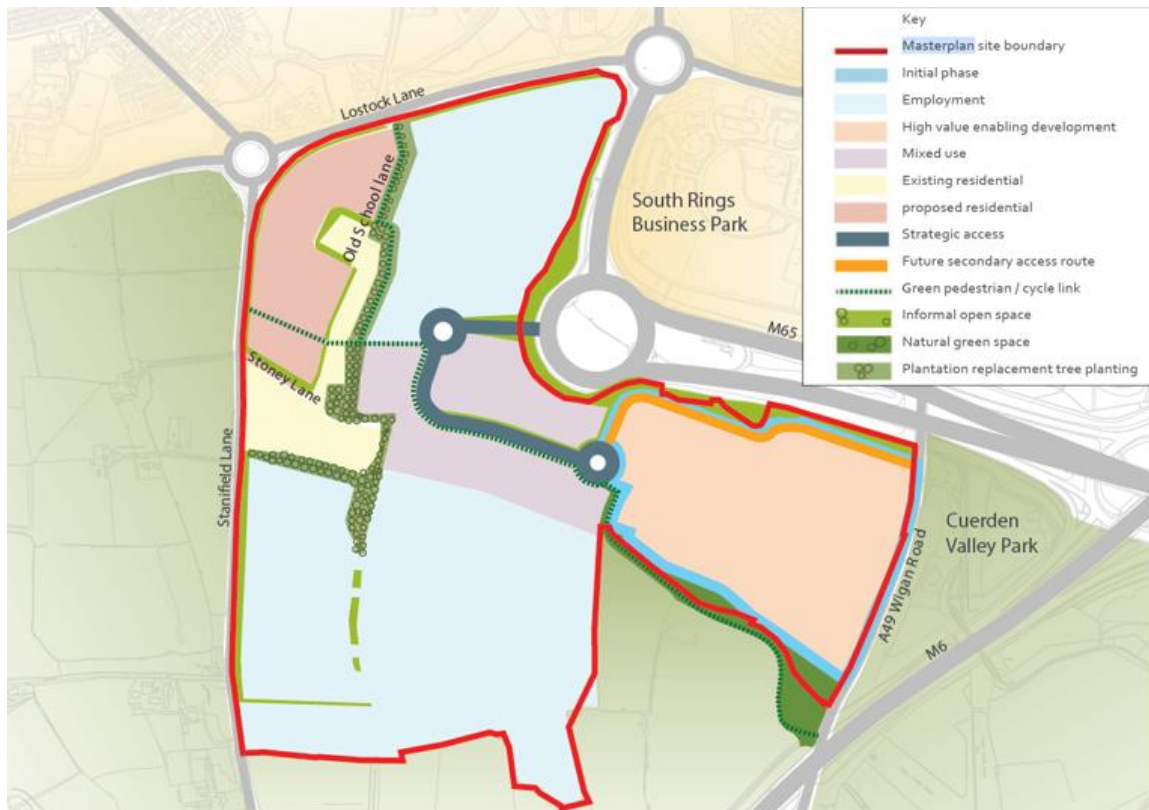 Key
Masterplan site boundary
Initial phase
Employment
High value enabling development
Mixed use
Existing residential
proposed residential
Strategic access
Future secondary access route
Green pedestrian / cycle link
Informal open space
Natural green space
Plantation replacement tree planting
Lostock Lane
Old School lane
South Rings
Business Park
M65
Stoney Lane
Stanifield Lane
Cuerden
Valley Park
A49 Wigan Road
M6